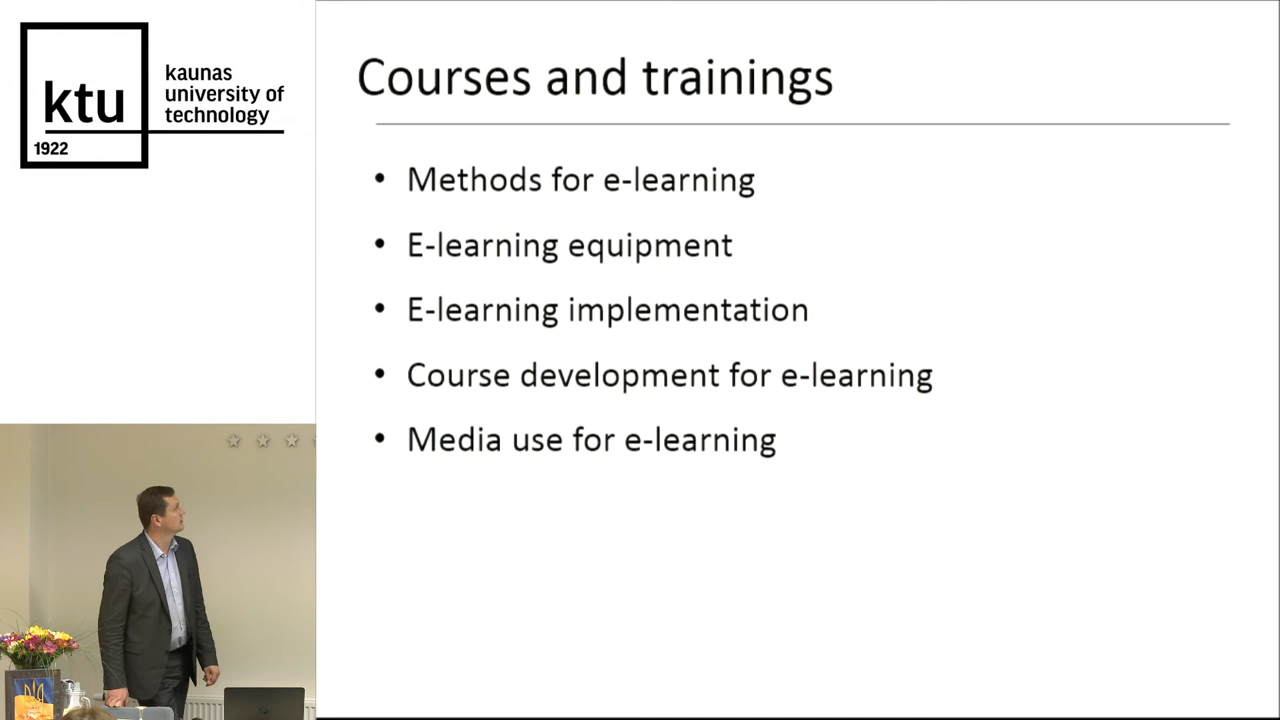 ktu
1922
kaunas
university of
technology
Courses and trainings
• Methods for e-learning
• E-learning equipment
• E-learning implementation
• Course development for e-learning
• Media use for e-learning